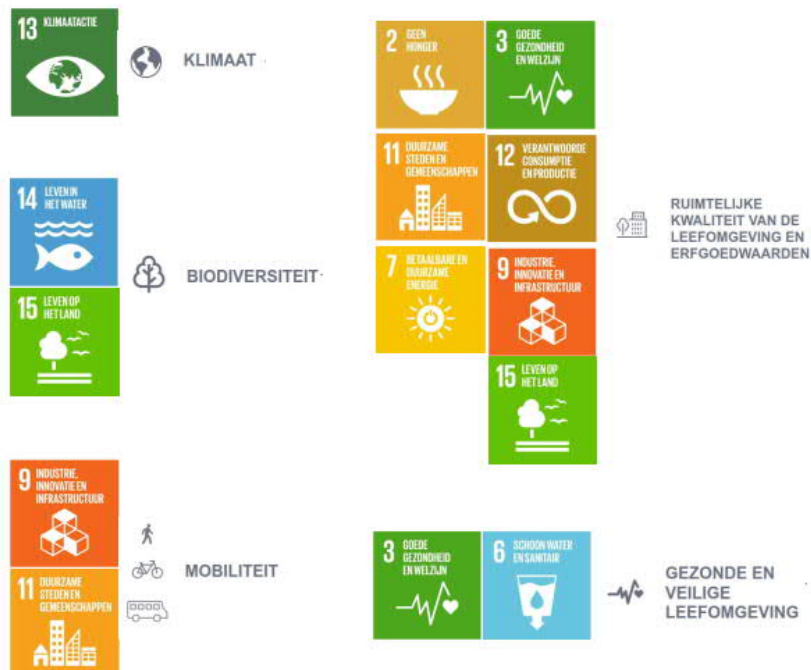 13 KLIMAATACTIE
KLIMAAT
14 LEVEN IN
HET WATER
15 LEVEN OP
HET LAND
BIODIVERSITEIT
9 INDUSTRIE,
INNOVATIE EN
INFRASTRUCTUUR
11 DUURZAME
STEDEN EN
GEMEENSCHAPPEN
MOBILITEIT
2 GEEN
HONGER
3 GOEDE
GEZONDHEID
EN WELZIJN
11 DUURZAME
STEDEN EN
GEMEENSCHAPPEN
12 VERANTWOORDE
CONSUMPTIE
EN PRODUCTIE
7 BETAALBARE EN
DUURZAME
ENERGIE
9 INDUSTRIE,
INNOVATIE EN
INFRASTRUCTUUR
15 LEVEN OP
HET LAND
RUIMTELIJKE
KWALITEIT VAN DE
LEEFOMGEVING EN
ERFGOEDWAARDEN
3 GOEDE
GEZONDHEID
EN WELZIJN
6 SCHOON WATER
EN SANITAIR
GEZONDE EN
VEILIGE
LEEFOMGEVING